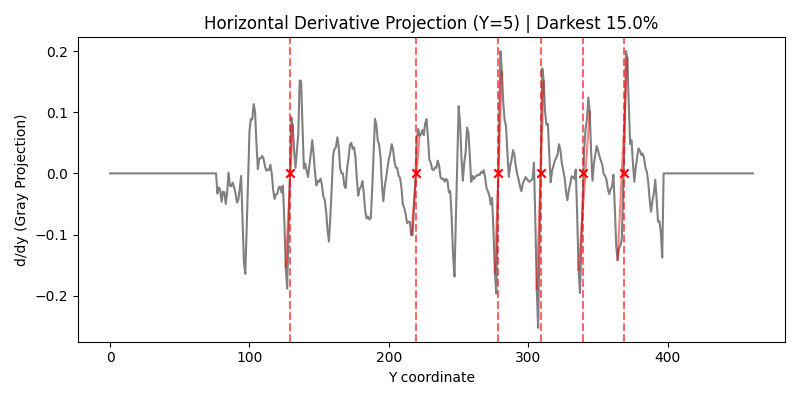 Horizontal Derivative Projection (Y=5) | Darkest 15.0%
d/dy (Gray Projection)
0.2
0.1
0.0
−0.1
−0.2
0 100 200 300 400
Y coordinate